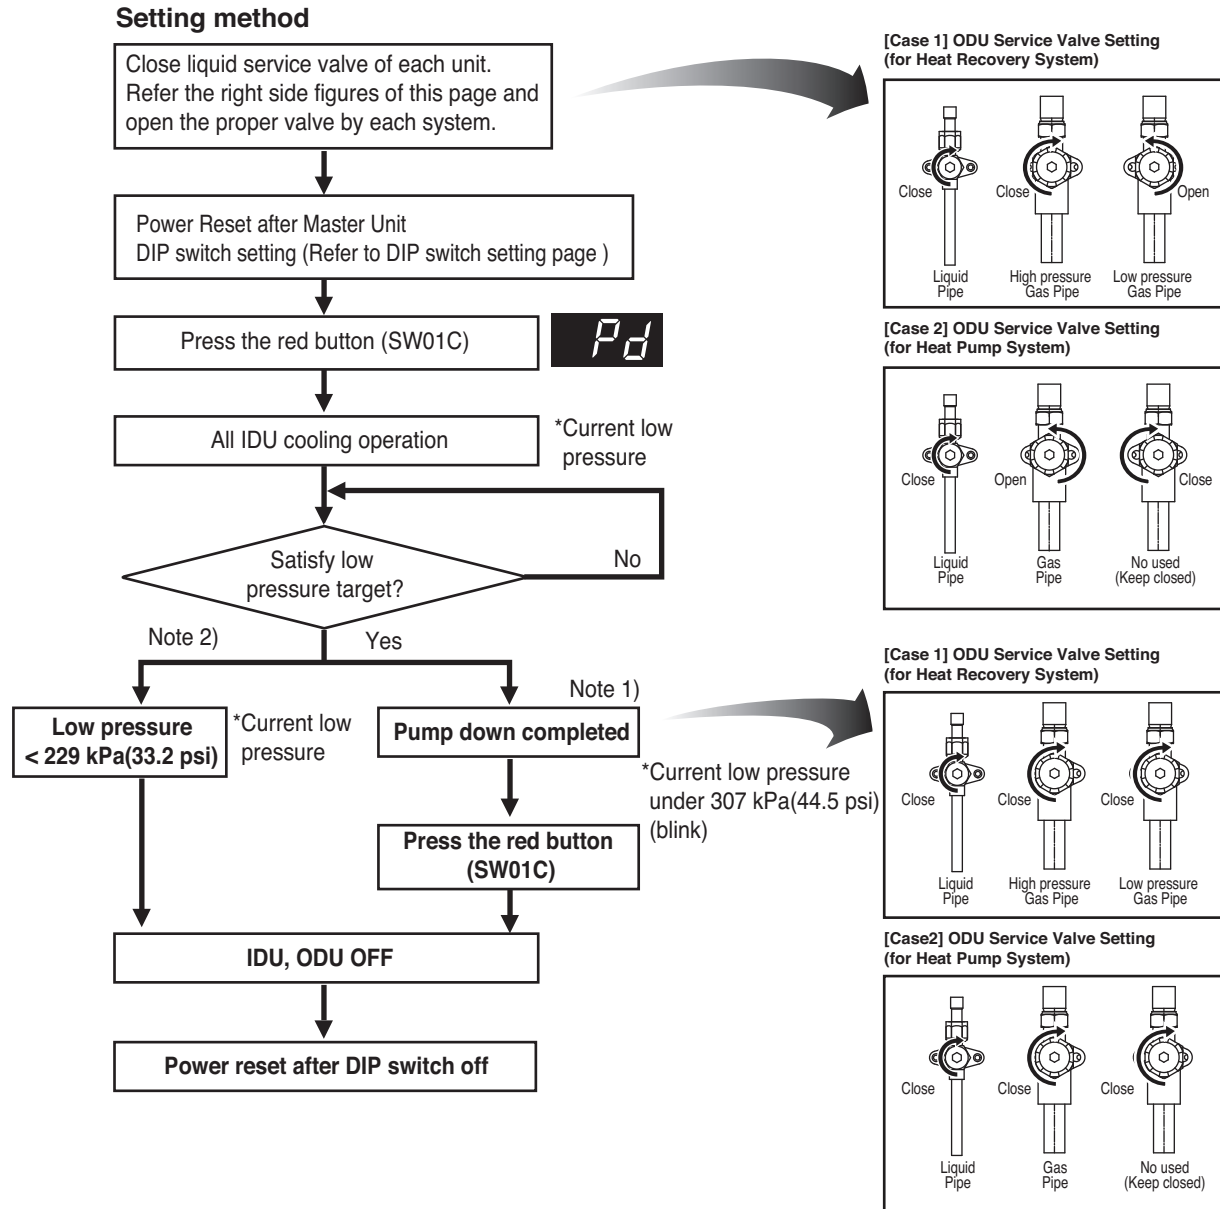 Setting method
Close liquid service valve of each unit.
Refer the right side figures of this page and
open the proper valve by each system.
Power Reset after Master Unit
DIP switch setting (Refer to DIP switch setting page )
Press the red button (SW01C)
Pd
All IDU cooling operation
*Current low
pressure
Satisfy low
pressure target?
No
Note 2)
Yes
Low pressure
< 229 kPa(33.2 psi)
*Current low
pressure
Note 1)
Pump down completed
*Current low pressure
under 307 kPa(44.5 psi)
(blink)
Press the red button
(SW01C)
IDU, ODU OFF
Power reset after DIP switch off
[Case 1] ODU Service Valve Setting
(for Heat Recovery System)
Close
Close
Open
Liquid
Pipe
High pressure
Gas Pipe
Low pressure
Gas Pipe
[Case 2] ODU Service Valve Setting
(for Heat Pump System)
Close
Open
Close
Liquid
Pipe
Gas
Pipe
No used
(Keep closed)
[Case 1] ODU Service Valve Setting
(for Heat Recovery System)
Close
Close
Close
Liquid
Pipe
High pressure
Gas Pipe
Low pressure
Gas Pipe
[Case2] ODU Service Valve Setting
(for Heat Pump System)
Close
Close
Close
Liquid
Pipe
Gas
Pipe
No used
(Keep closed)